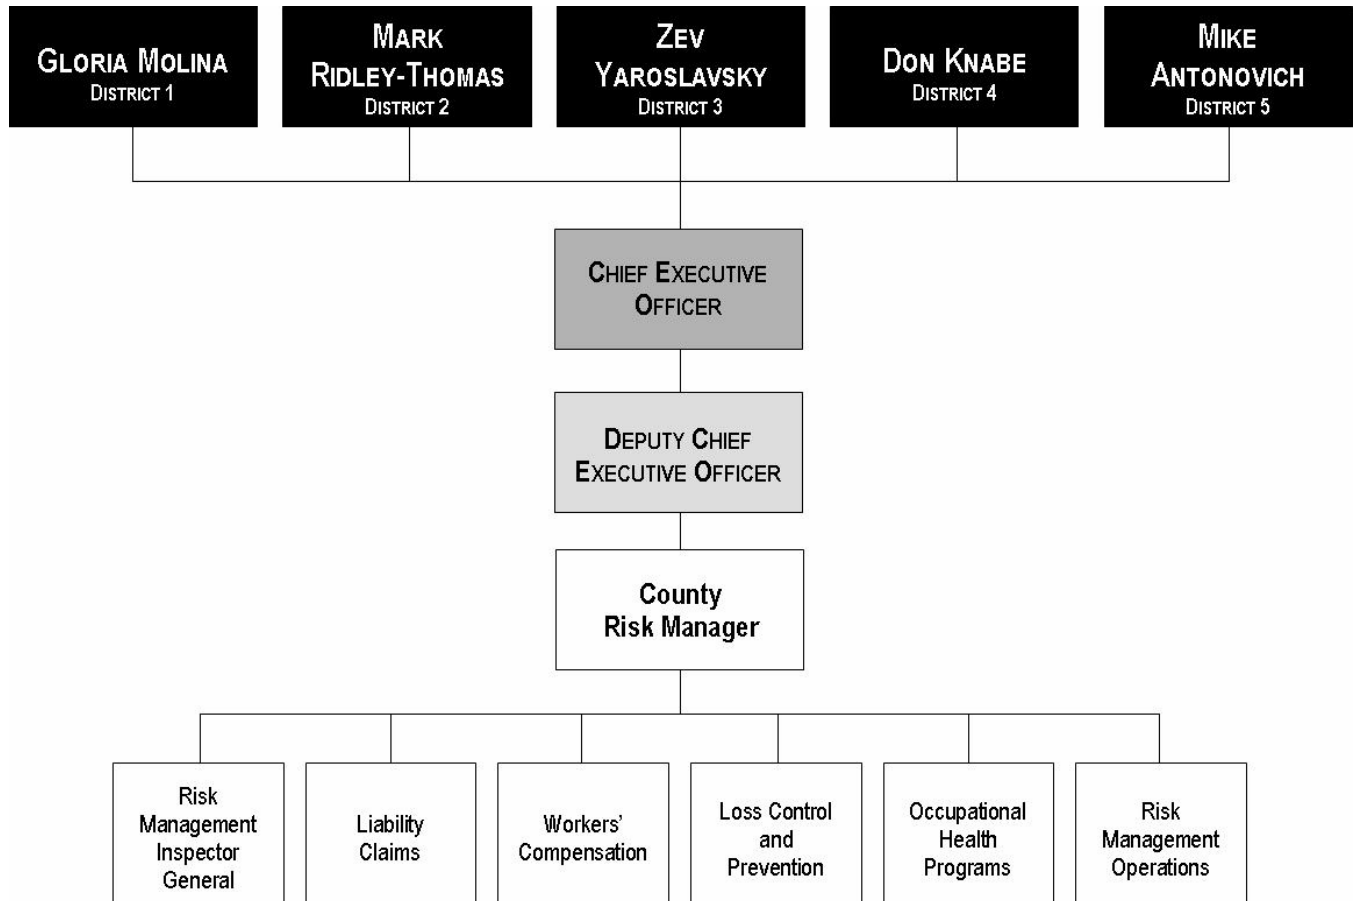 GLORIA MOLINA
DISTRICT 1
MARK
RIDLEY-THOMAS
DISTRICT 2
ZEV
YAROSLAVSKY
DISTRICT 3
DON KNABE
DISTRICT 4
MIKE
ANTONOVICH
DISTRICT 5
CHIEF EXECUTIVE
OFFICER
DEPUTY CHIEF
EXECUTIVE OFFICER
County
Risk Manager
Risk
Management
Inspector
General
Liability
Claims
Workers’
Compensation
Loss Control
and
Prevention
Occupational
Health
Programs
Risk
Management
Operations